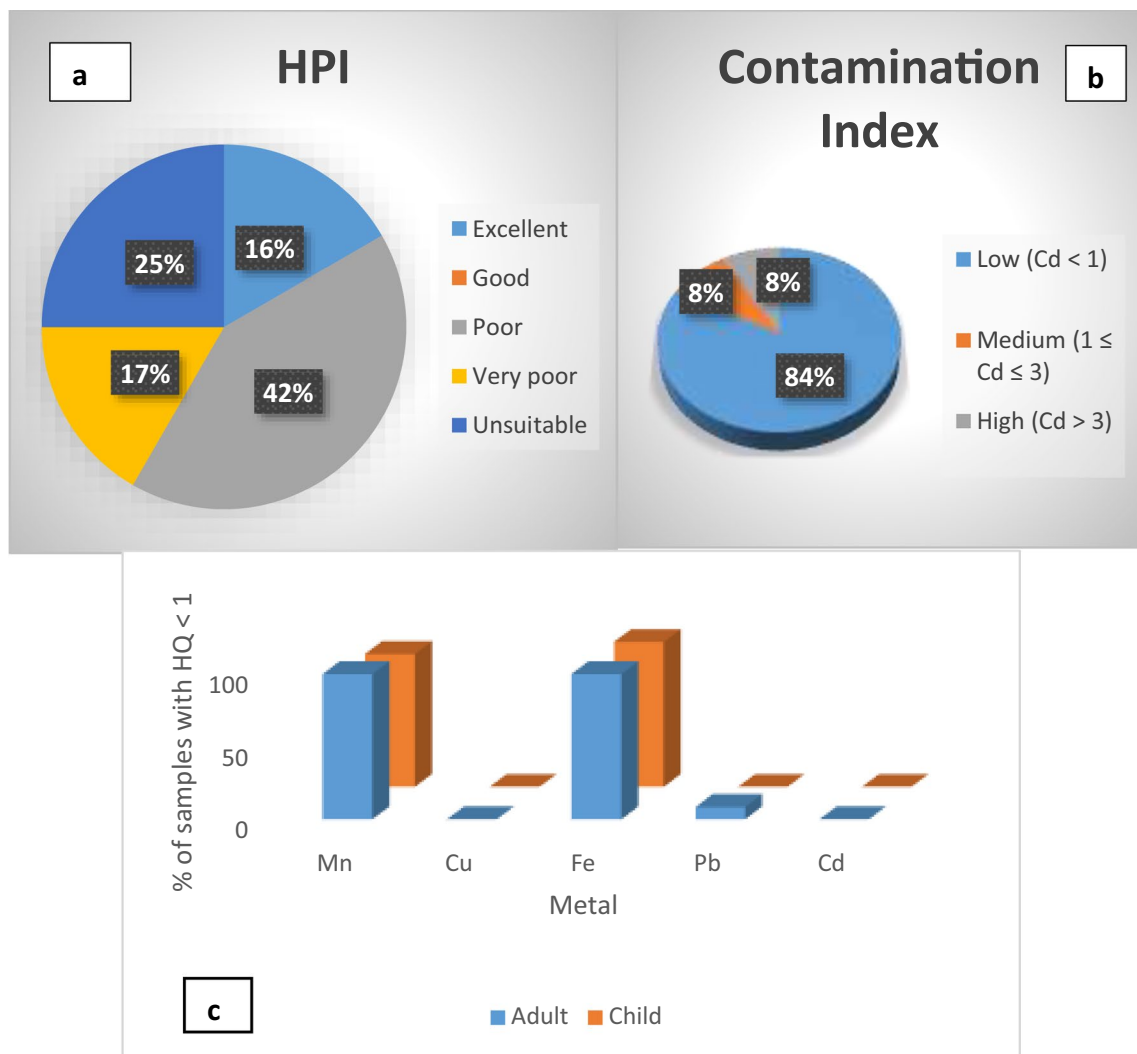 a
HPI
25%
16%
17%
42%
Excellent
Good
Poor
Very poor
Unsuitable
Contamination
Index
b
8%
8%
84%
Low (Cd < 1)
Medium (1 ≤
Cd ≤ 3)
High (Cd > 3)
% of samples with HQ < 1
100
50
0
Mn Cu Fe Pb Cd
Metal
c
Adult Child